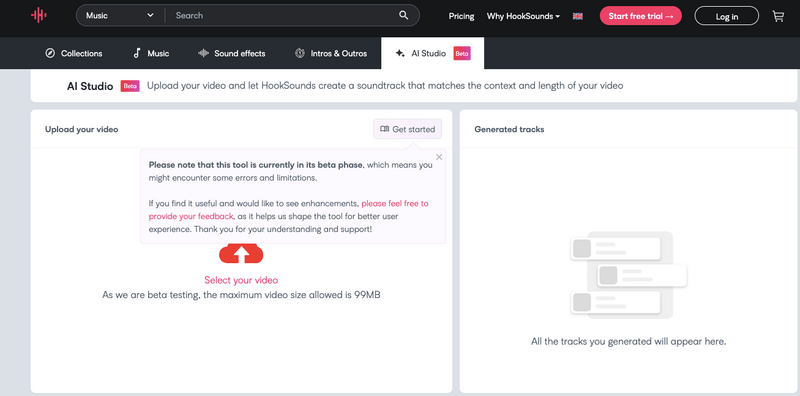 Music
Search
Pricing
Why HookSounds
Start free trial →
Log in
Collections
Music
Sound effects
Intros & Outros
AI Studio
Beta
AI Studio Beta Upload your video and let HookSounds create a soundtrack that matches the context and length of your video
Upload your video
Get started
Please note that this tool is currently in its beta phase, which means you
might encounter some errors and limitations.
If you find it useful and would like to see enhancements, please feel free to
provide your feedback, as it helps us shape the tool for better user
experience. Thank you for your understanding and support!
Select your video
As we are beta testing, the maximum video size allowed is 99MB
Generated tracks
All the tracks you generated will appear here.